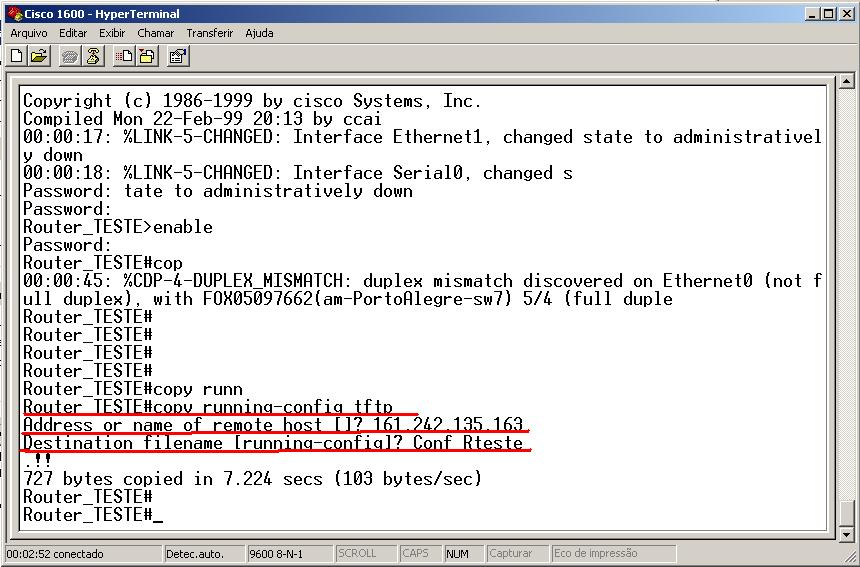 Cisco 1600 - HyperTerminal
Arquivo Editar Exibir Chamar Transferir Ajuda
Copyright (c) 1986-1999 by cisco Systems, Inc.
Compiled Mon 22-Feb-99 20:13 by ccai
00:00:17: %LINK-5-CHANGED: Interface Ethernet1, changed state to administrativel
y down
00:00:18: %LINK-5-CHANGED: Interface Serial0, changed s
Password: tate to administratively down
Password:
Router_TESTE>enable
Password:
Router_TESTE#cop
00:00:45: %CDP-4-DUPLEX_MISMATCH: duplex mismatch discovered on Ethernet0 (not f
ull duplex), with FOX05097662(am-PortoAlegre-sw7) 5/4 (full duple
Router_TESTE#
Router_TESTE#
Router_TESTE#
Router_TESTE#
Router_TESTE#copy runn
Router_TESTE#copy running-config tftp
Address or name of remote host []? 161.242.135.163
Destination filename [running-config]? Conf_Rteste
.!!
727 bytes copied in 7.224 secs (103 bytes/sec)
Router_TESTE#
Router_TESTE#_
00:02:52 conectado Detec.auto. 9600 8-N-1 SCROLL CAPS NUM Capturar Eco de impressão